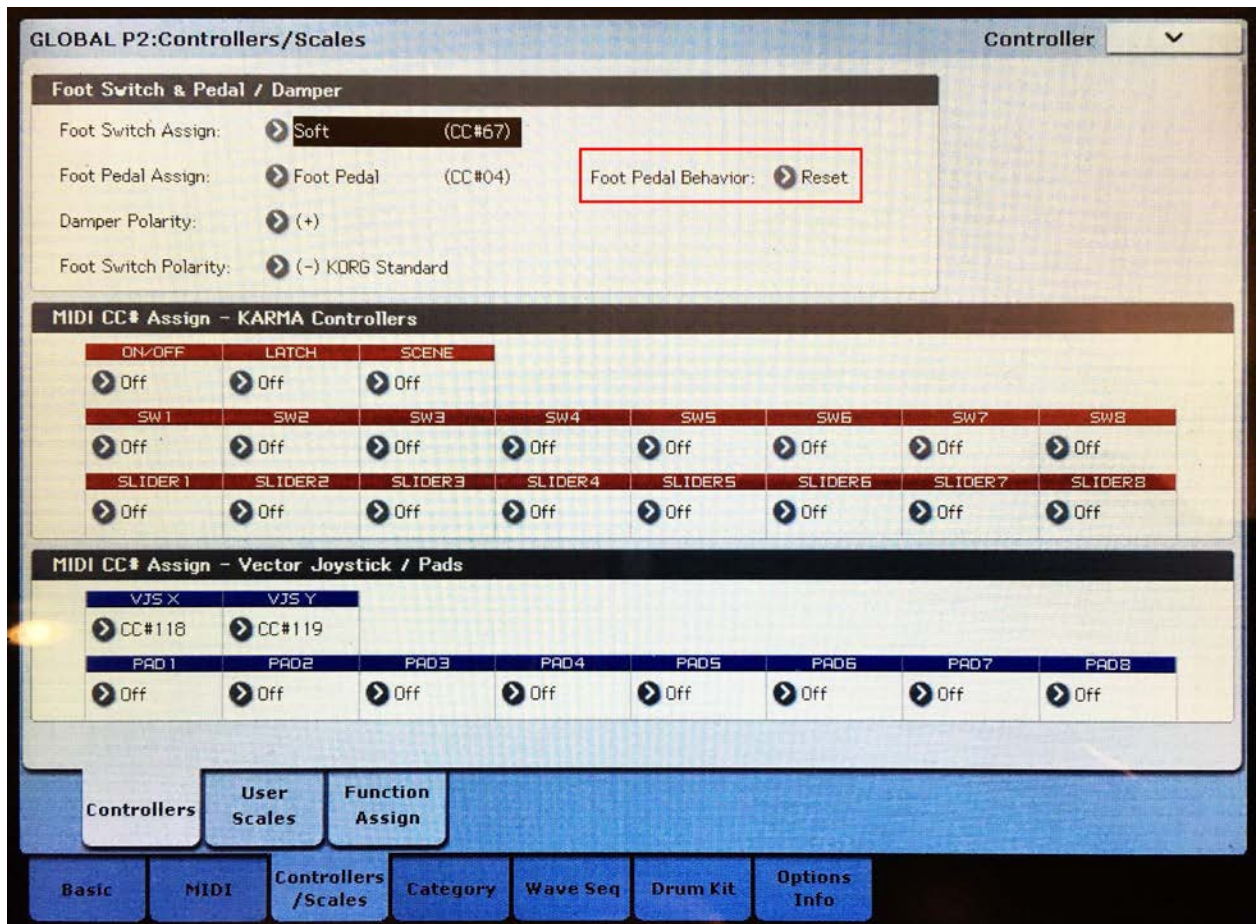 GLOBAL P2:Controllers/Scales Controller
Foot Switch & Pedal / Damper
Foot Switch Assign: Soft (CC#67)
Foot Pedal Assign: Foot Pedal (CC#04) Foot Pedal Behavior: Reset
Damper Polarity: (+)
Foot Switch Polarity: (-) KORG Standard
MIDI CC# Assign - KARMA Controllers
ON/OFF LATCH SCENE
Off Off Off
SW1 SW2 SW3 SW4 SW5 SW6 SW7 SW8
Off Off Off Off Off Off Off Off
SLIDER1 SLIDER2 SLIDER3 SLIDER4 SLIDER5 SLIDER6 SLIDER7 SLIDER8
Off Off Off Off Off Off Off Off
MIDI CC# Assign - Vector Joystick / Pads
VJS X VJS Y
CC#118 CC#119
PAD1 PAD2 PAD3 PAD4 PAD5 PAD6 PAD7 PAD8
Off Off Off Off Off Off Off Off
Controllers User Scales Function Assign
Basic MIDI Controllers /Scales Category Wave Seq Drum Kit Options Info